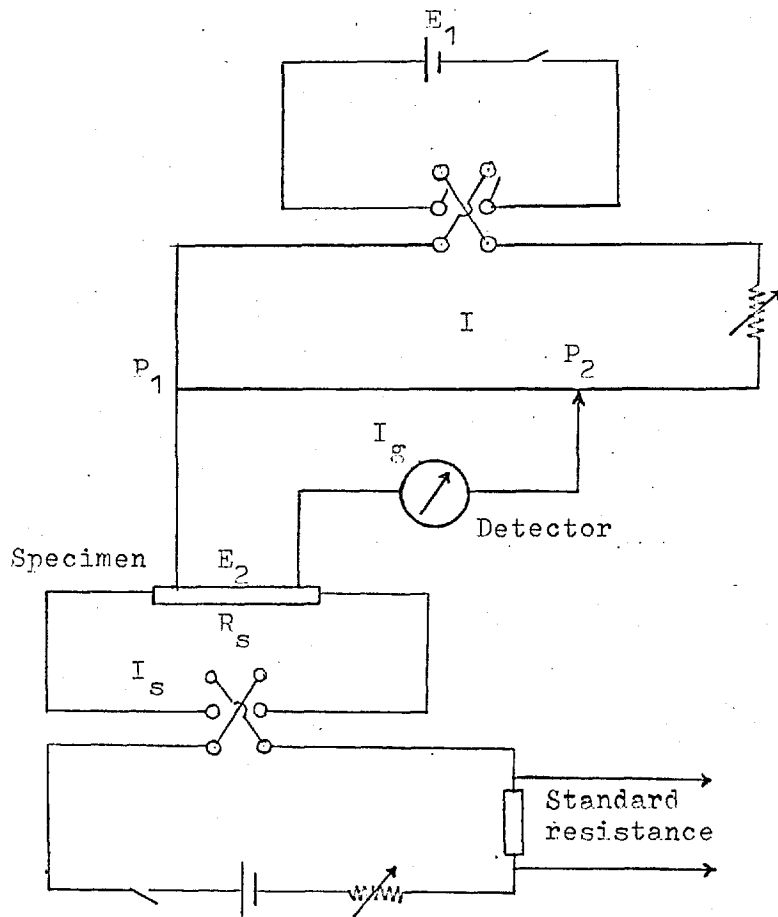 E1
I
P1
P2
Ig
Detector
Specimen
E2
Rs
Is
Standard
resistance